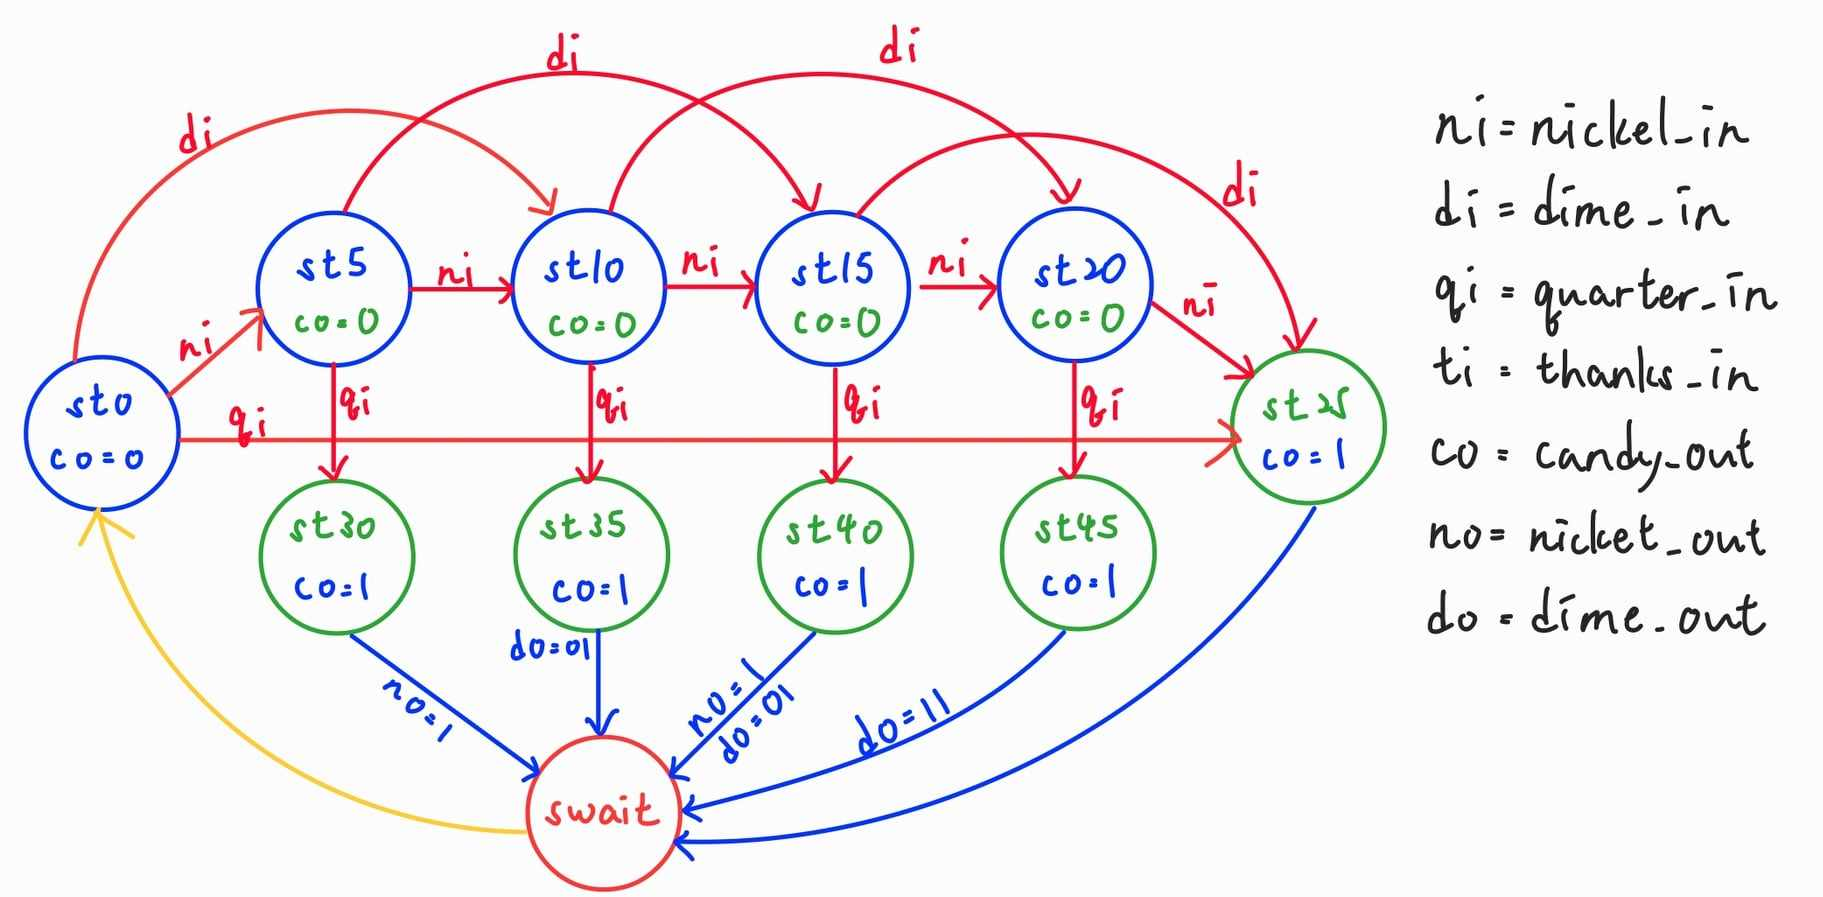 di
di
di
di
ni
st5
co=0
ni
st10
co=0
ni
st15
co=0
ni
st20
co=0
ni
st0
co=0
qi
qi
qi
qi
qi
st25
co=1
st30
co=1
st35
co=1
st40
co=1
st45
co=1
no=1
do=01
no=1
do=01
do=11
swait
ni=nickel_in
di=dime_in
qi=quarter_in
ti=thanks_in
co=candy_out
no=nicket_out
do=dime_out